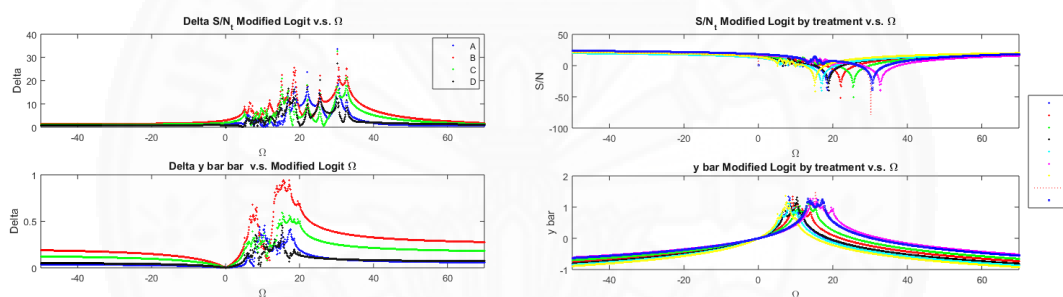 Delta S/Nt Modified Logit v.s. Ω
40
30
20
10
0
Delta
-40 -20 0 20 40 60
Ω
A
B
C
D
S/Nt Modified Logit by treatment v.s. Ω
50
0
-50
-100
S/N
-40 -20 0 20 40 60
Ω
Delta y bar bar v.s. Modified Logit Ω
1
0.5
0
Delta
-40 -20 0 20 40 60
Ω
y bar Modified Logit by treatment v.s. Ω
2
1
0
-1
y bar
-40 -20 0 20 40 60
Ω